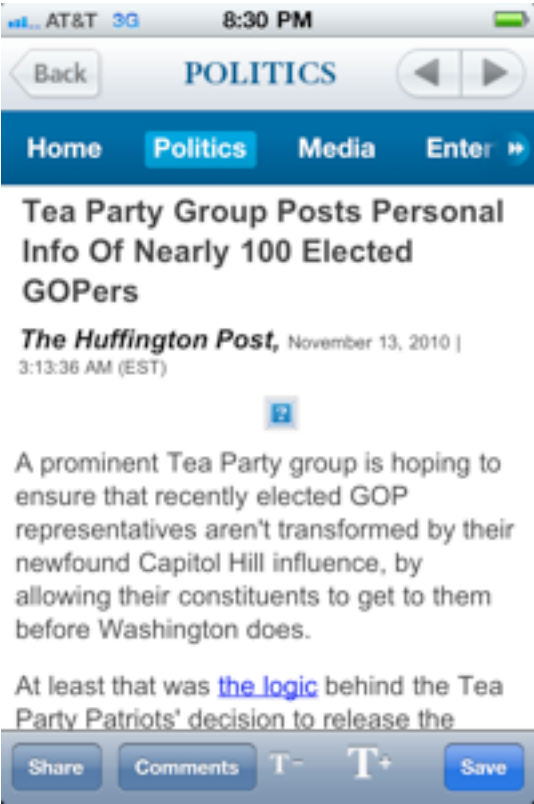 AT&T 3G 8:30 PM
Back POLITICS
Home Politics Media Enter
Tea Party Group Posts Personal
Info Of Nearly 100 Elected
GOPers
The Huffington Post, November 13, 2010 |
3:13:36 AM (EST)
?
A prominent Tea Party group is hoping to
ensure that recently elected GOP
representatives aren't transformed by their
newfound Capitol Hill influence, by
allowing their constituents to get to them
before Washington does.
At least that was the logic behind the Tea
Party Patriots' decision to release the
Share Comments T- T+ Save